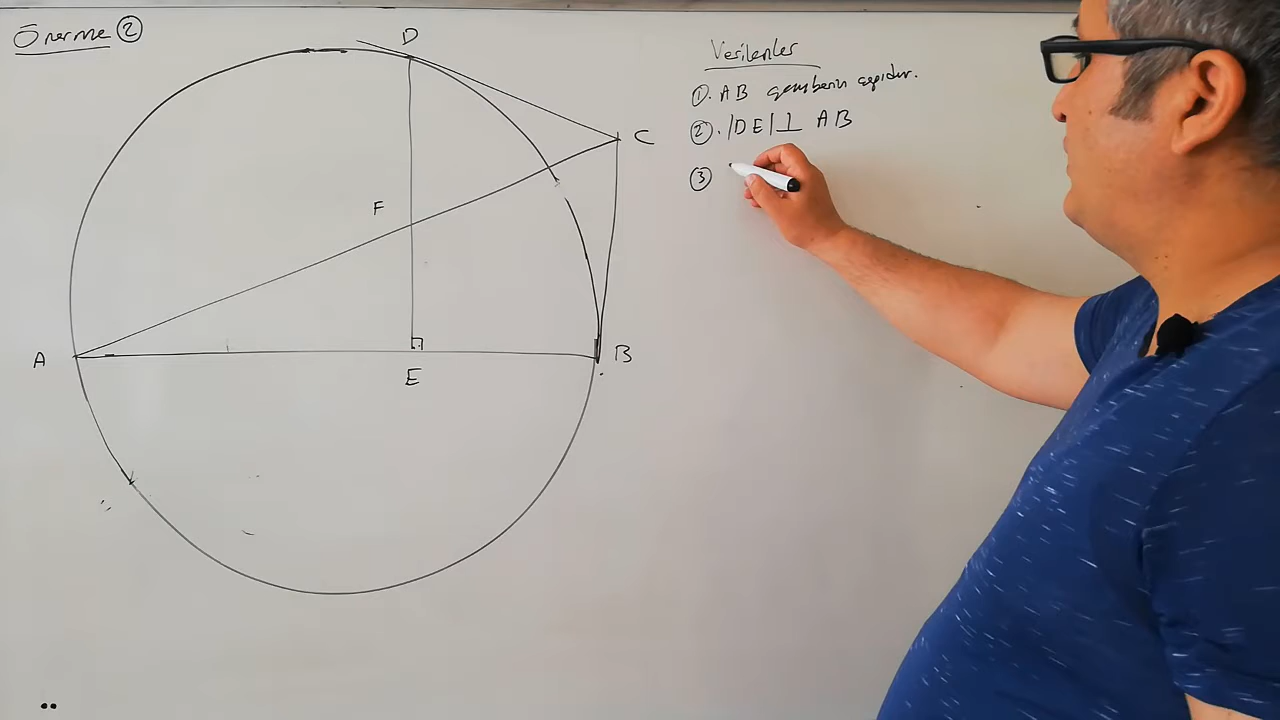 Önerme ②
D
C
F
A
B
E
Verilenler
①. AB çemberin çapıdır.
②. |DE| ⊥ AB
③